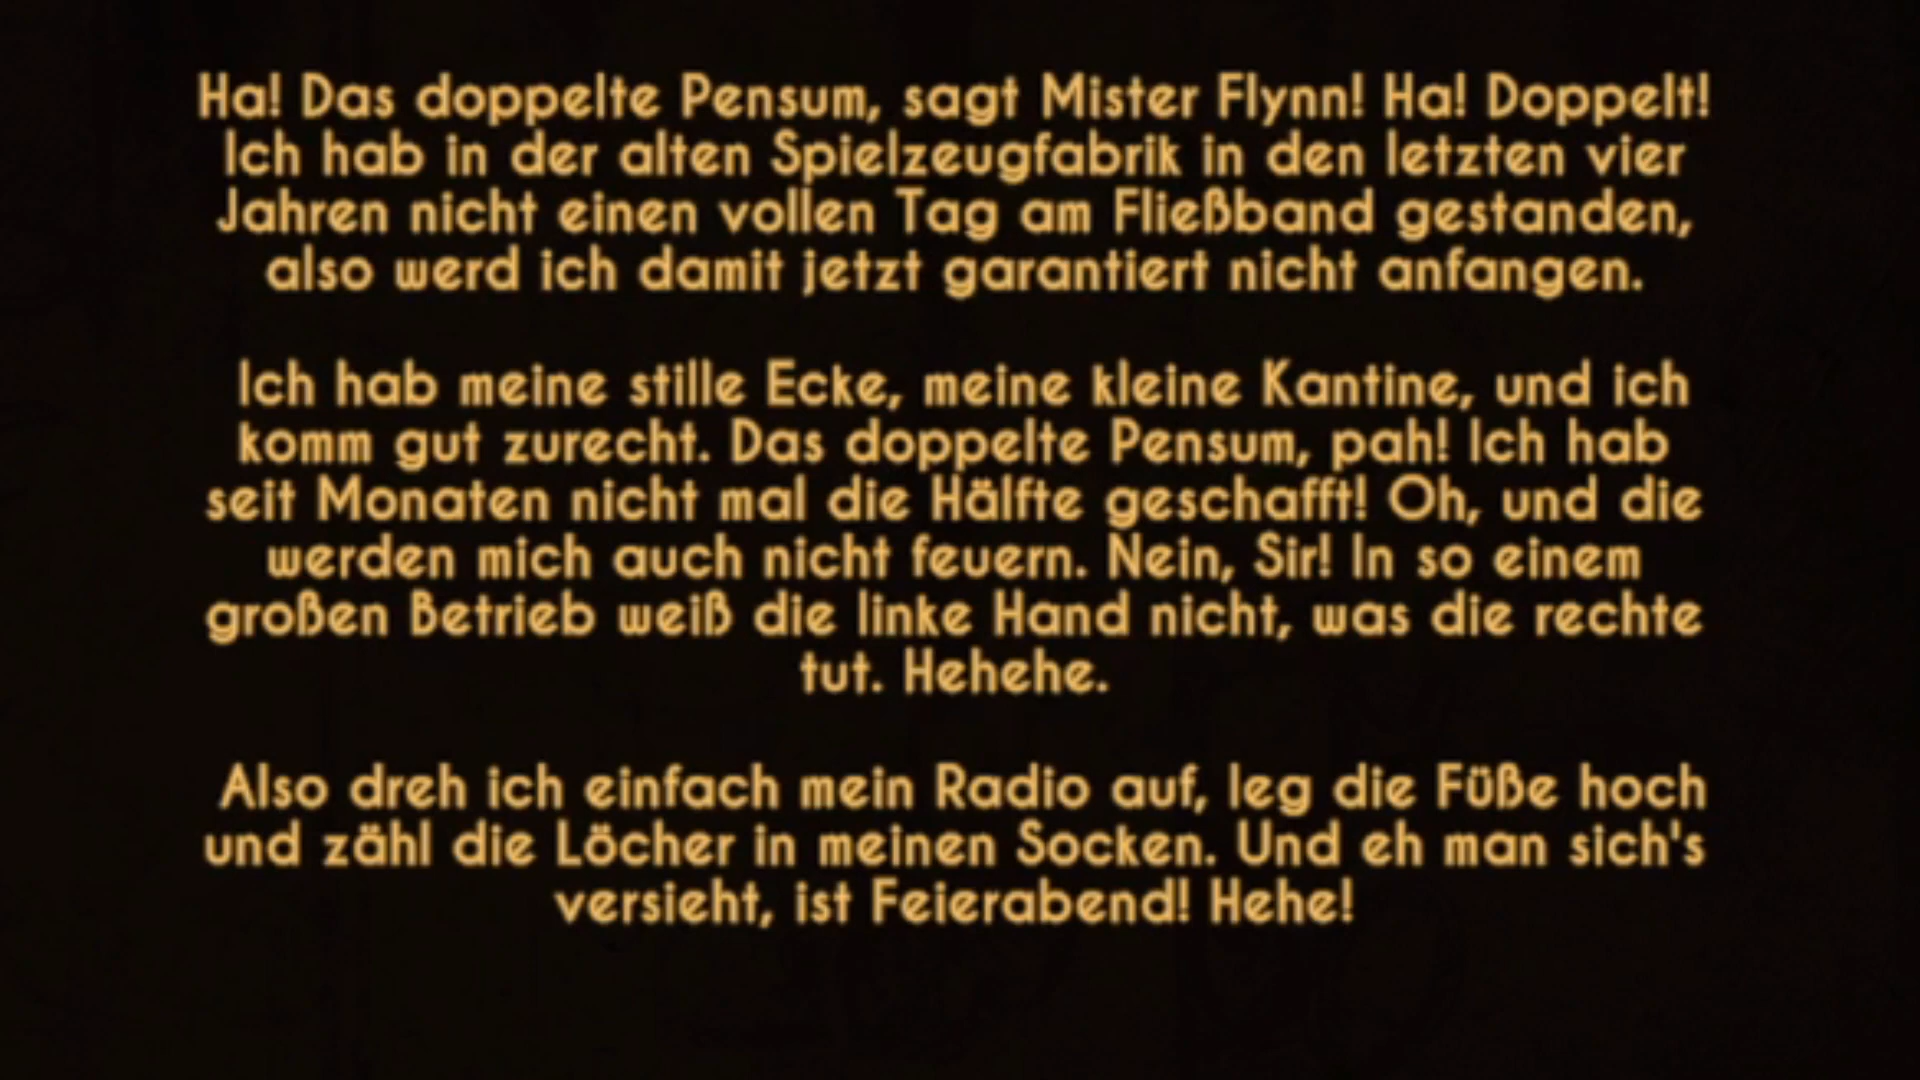 Ha! Das doppelte Pensum, sagt Mister Flynn! Ha! Doppelt!
Ich hab in der alten Spielzeugfabrik in den letzten vier
Jahren nicht einen vollen Tag am Fließband gestanden,
also werd ich damit jetzt garantiert nicht anfangen.
Ich hab meine stille Ecke, meine kleine Kantine, und ich
komm gut zurecht. Das doppelte Pensum, pah! Ich hab
seit Monaten nicht mal die Hälfte geschafft! Oh, und die
werden mich auch nicht feuern. Nein, Sir! In so einem
großen Betrieb weiß die linke Hand nicht, was die rechte
tut. Hehehe.
Also dreh ich einfach mein Radio auf, leg die Füße hoch
und zähl die Löcher in meinen Socken. Und eh man sich's
versieht, ist Feierabend! Hehe!